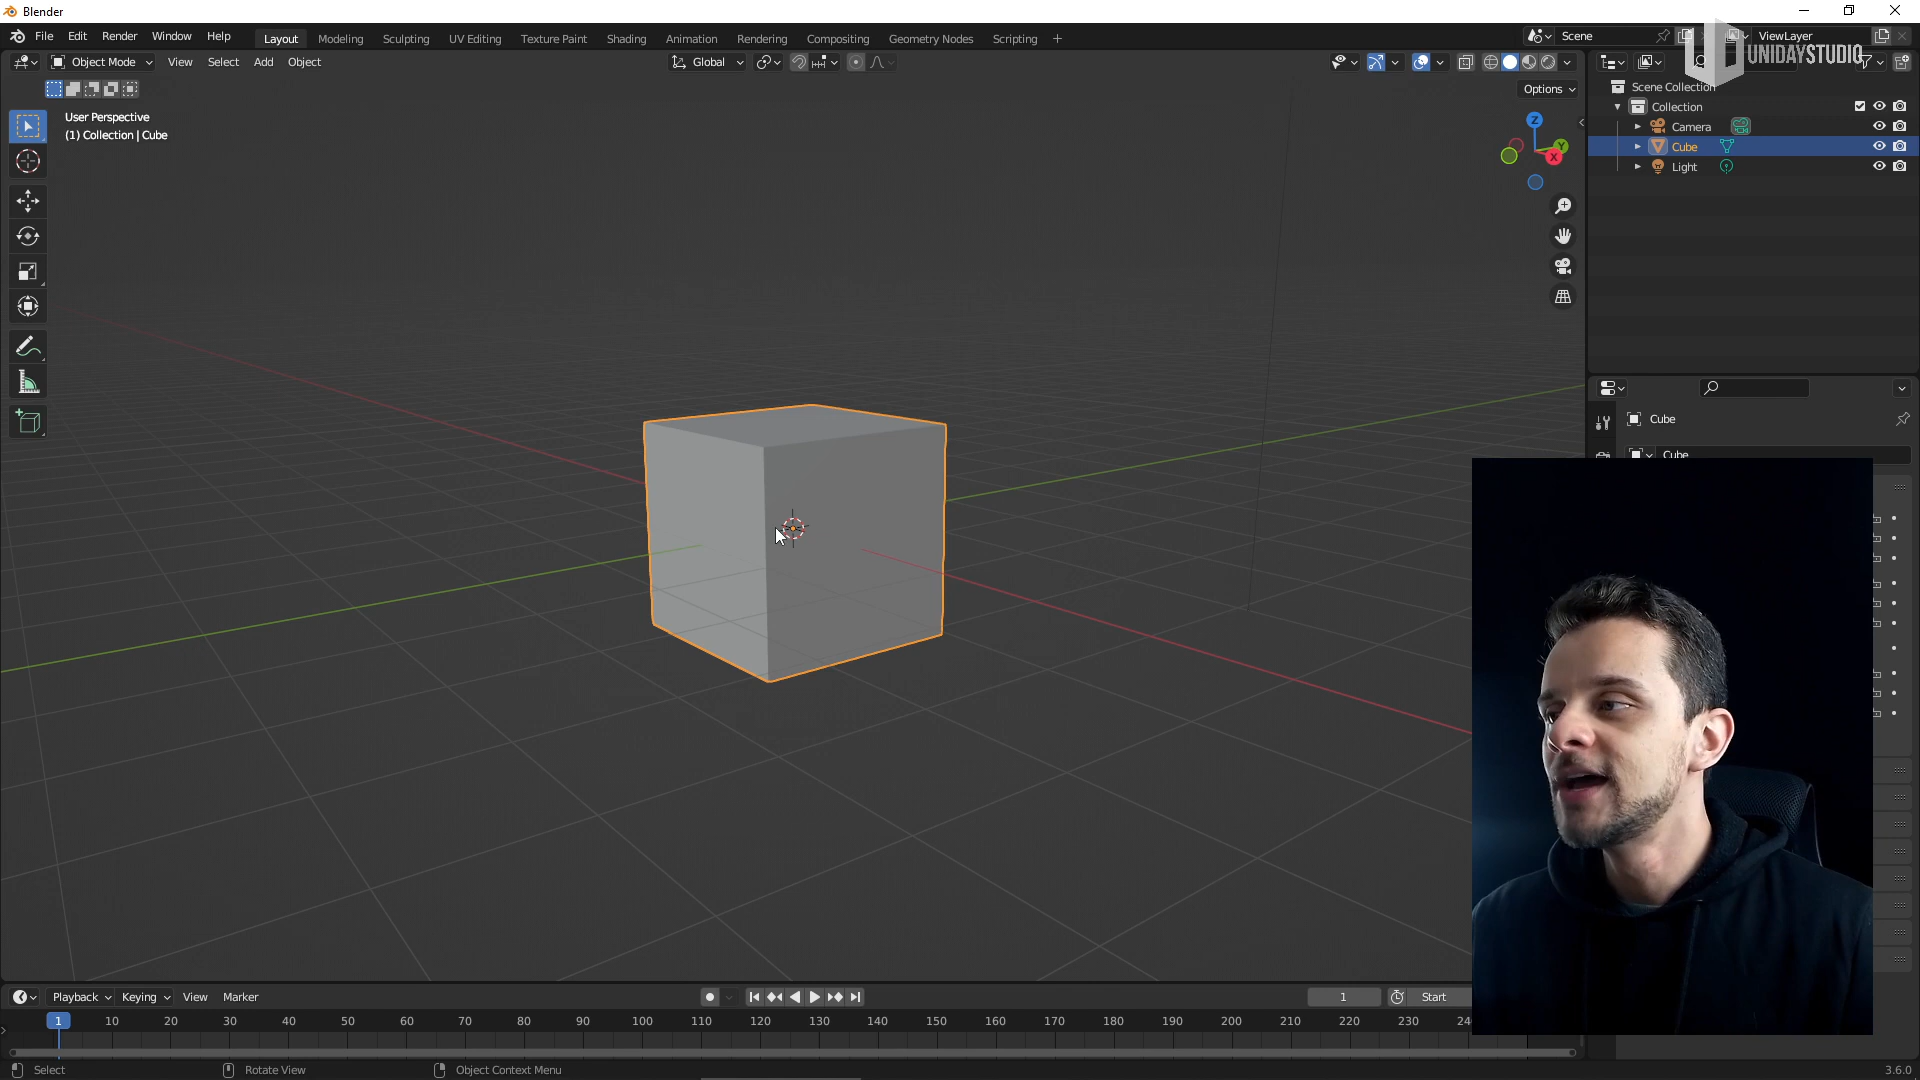 Blender
File Edit Render Window Help Layout Modeling Sculpting UV Editing Texture Paint Shading Animation Rendering Compositing Geometry Nodes Scripting + Scene ViewLayer
Object Mode View Select Add Object Global UNIDAYSTUDIO
Options
Scene Collection
User Perspective
(1) Collection | Cube
Collection
Camera
Cube
Light
Z
Y
X
Cube
Cube
Playback Keying View Marker 1 Start
1 10 20 30 40 50 60 70 80 90 100 110 120 130 140 150 160 170 180 190 200 210 220 230
Select Rotate View Object Context Menu 3.6.0